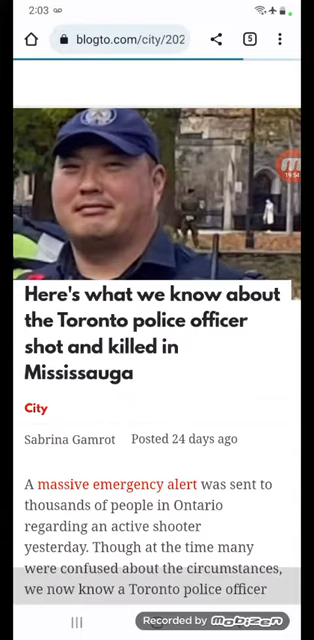 2:03
blogto.com/city/202
5
19:54
Here's what we know about
the Toronto police officer
shot and killed in
Mississauga
City
Sabrina Gamrot Posted 24 days ago
A massive emergency alert was sent to
thousands of people in Ontario
regarding an active shooter
yesterday. Though at the time many
were confused about the circumstances,
we now know a Toronto police officer
Recorded by Mobizen